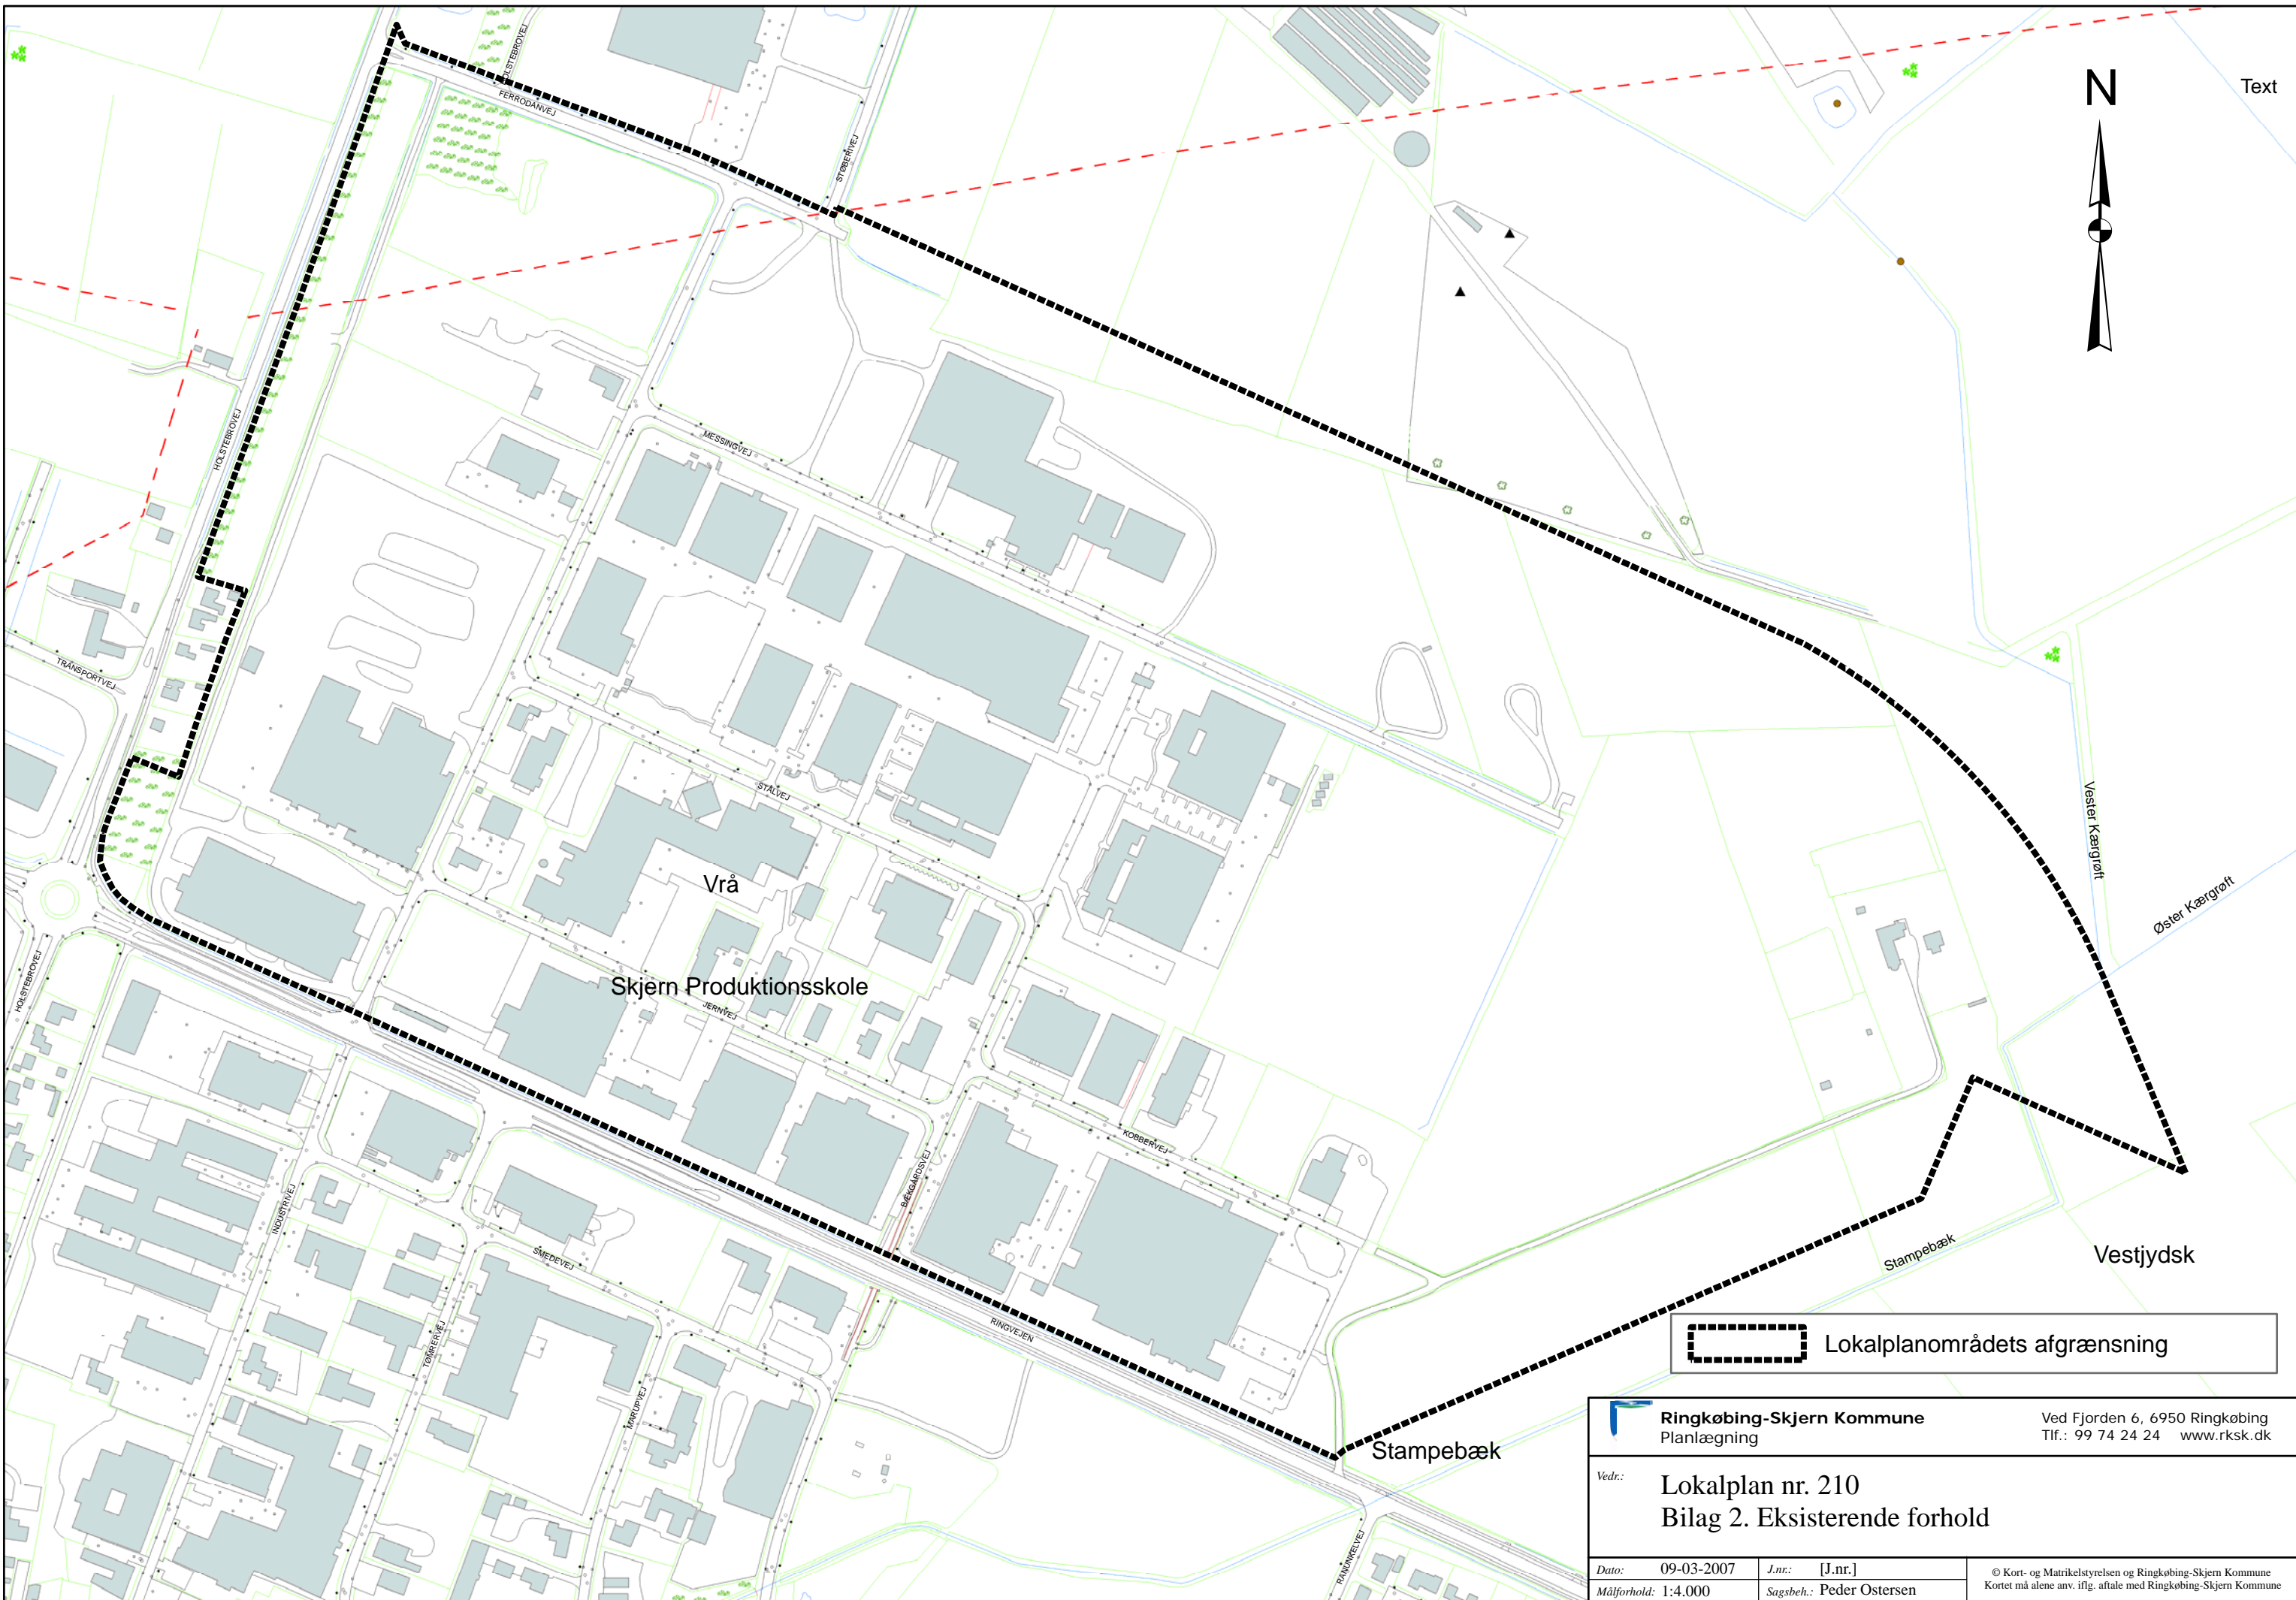 HOLSTEBROVEJ
FERRODANVEJ
STØBERIVEJ
N
Text
HOLSTEBROVEJ
MESSINGVEJ
TRANSPORTVEJ
STÅLVEJ
Vrå
Vester Kærgrøft
Øster Kærgrøft
HOLSTEBROVEJ
Skjern Produktionsskole
JERNVEJ
KOBBERVEJ
BÆKGÅRDSVEJ
INDUSTRIVEJ
SMEDEVEJ
Stampebæk
Vestjydsk
RINGVEJEN
TØMRERVEJ
Lokalplanområdets afgrænsning
MARUPVEJ
Stampebæk
RANUNKELVEJ
Ringkøbing-Skjern Kommune
Planlægning
Ved Fjorden 6, 6950 Ringkøbing
Tlf.: 99 74 24 24 www.rksk.dk
Vedr.: Lokalplan nr. 210
Bilag 2. Eksisterende forhold
Dato: 09-03-2007
J.nr.: [J.nr.]
Målforhold: 1:4.000
Sagsbeh.: Peder Ostersen
© Kort- og Matrikelstyrelsen og Ringkøbing-Skjern Kommune
Kortet må alene anv. iflg. aftale med Ringkøbing-Skjern Kommune